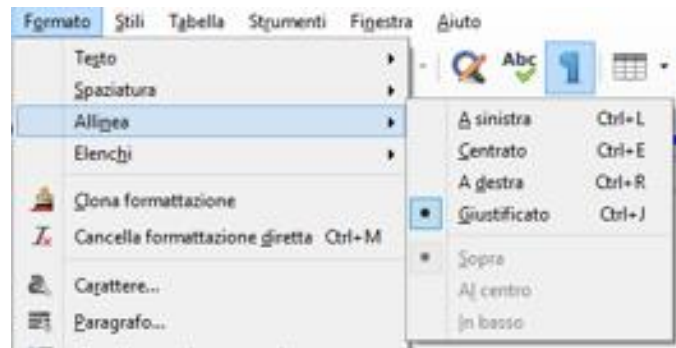 Formato Stili Tabella Strumenti Finestra Aiuto
Testo
Abc
Spaziatura
Allinea
Elenchi
Clona formattazione
Cancella formattazione diretta Ctrl+M
Carattere...
Paragrafo...
A sinistra Ctrl+L
Centrato Ctrl+E
A destra Ctrl+R
Giustificato Ctrl+J
Sopra
Al centro
In basso